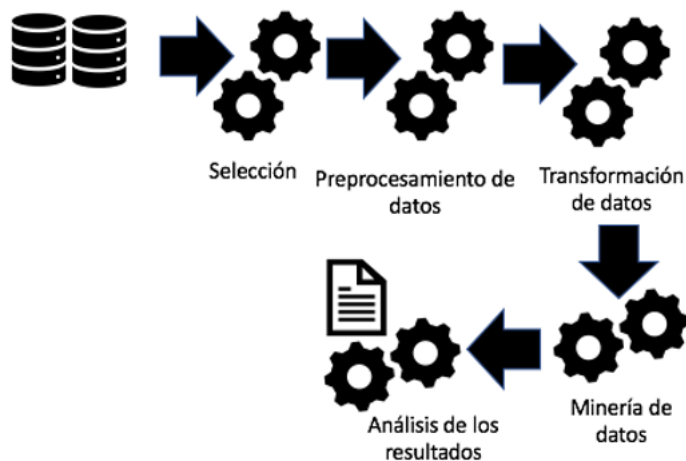 Selección
Preprocesamiento de
datos
Transformación
de datos
Minería de
datos
Análisis de los
resultados